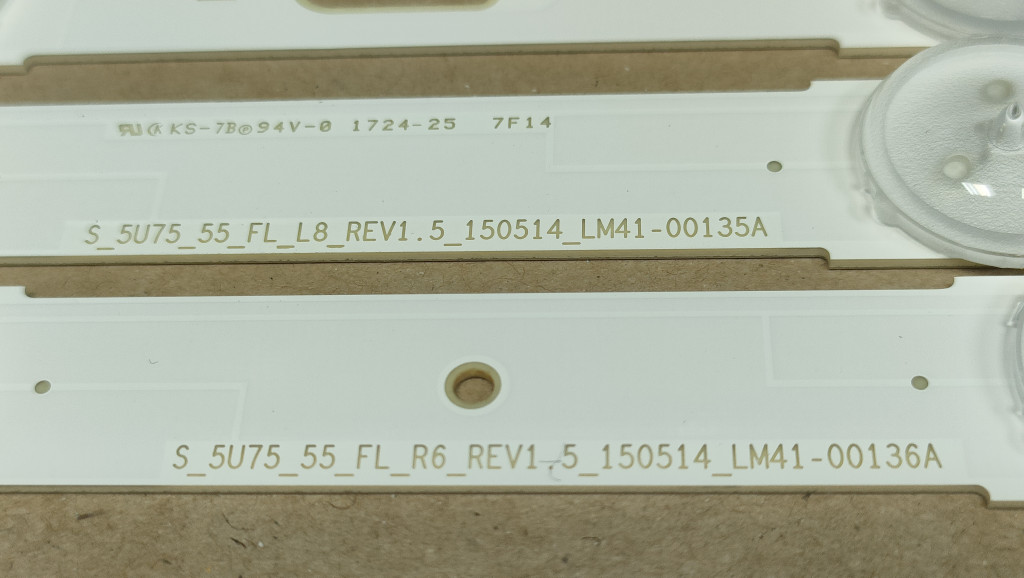 KS-7B® 94V-0 1724-25 7F14
S_5U75_55_FL_L8_REV1.5_150514_LM41-00135A
S_5U75_55_FL_R6_REV1.5_150514_LM41-00136A